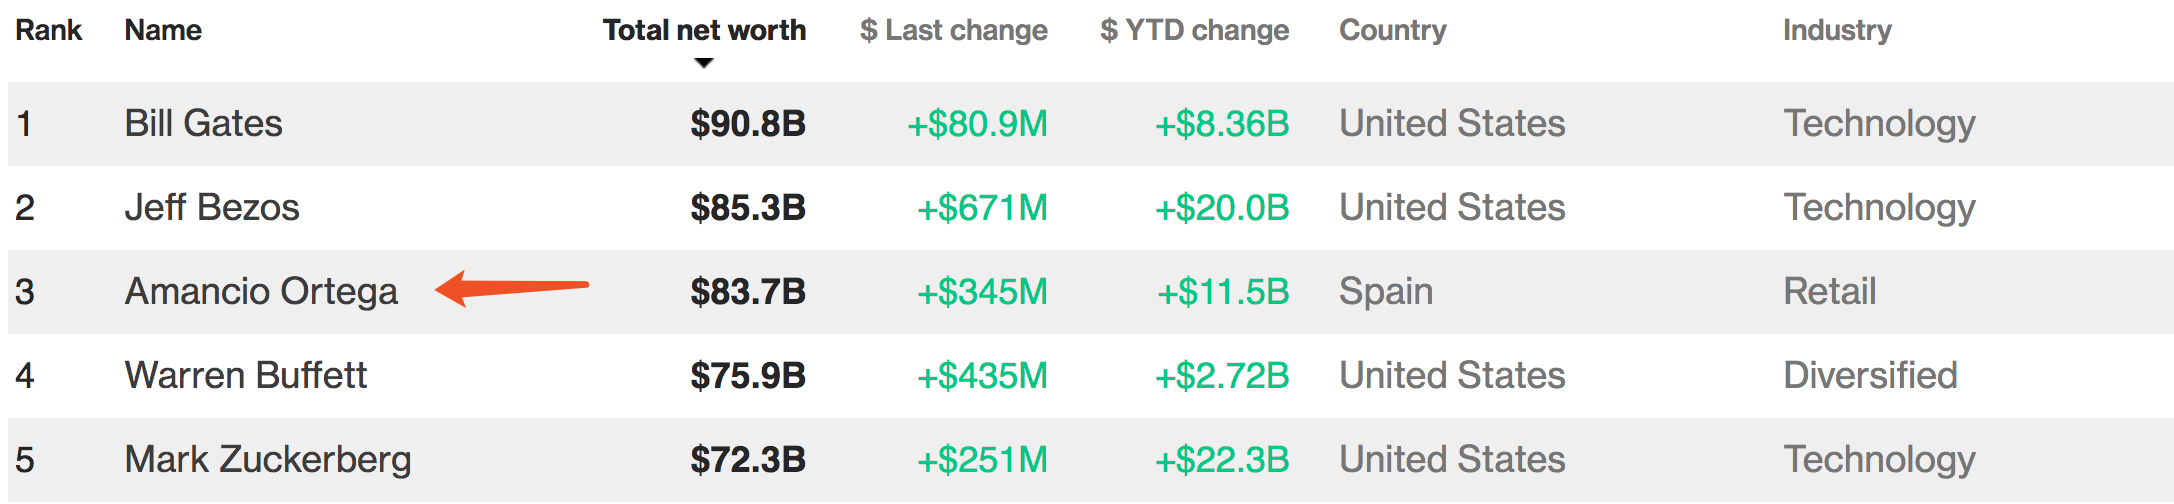 Rank Name Total net worth $ Last change $ YTD change Country Industry
1 Bill Gates $90.8B +$80.9M +$8.36B United States Technology
2 Jeff Bezos $85.3B +$671M +$20.0B United States Technology
3 Amancio Ortega $83.7B +$345M +$11.5B Spain Retail
4 Warren Buffett $75.9B +$435M +$2.72B United States Diversified
5 Mark Zuckerberg $72.3B +$251M +$22.3B United States Technology